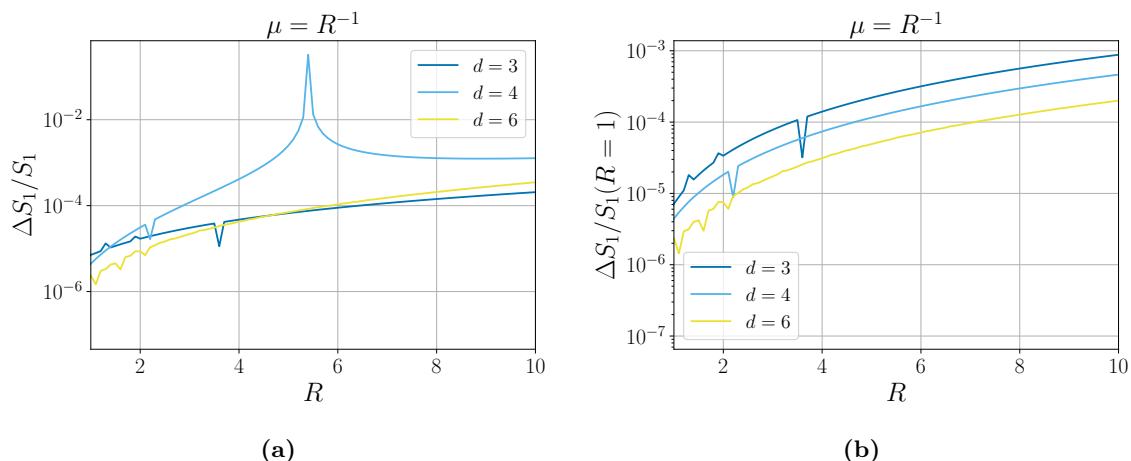 μ = R⁻¹
ΔS₁/S₁
10⁻²
10⁻⁴
10⁻⁶
d = 3
d = 4
d = 6
2 4 6 8 10
R
(a)
μ = R⁻¹
ΔS₁/S₁(R = 1)
10⁻³
10⁻⁴
10⁻⁵
10⁻⁶
10⁻⁷
d = 3
d = 4
d = 6
2 4 6 8 10
R
(b)